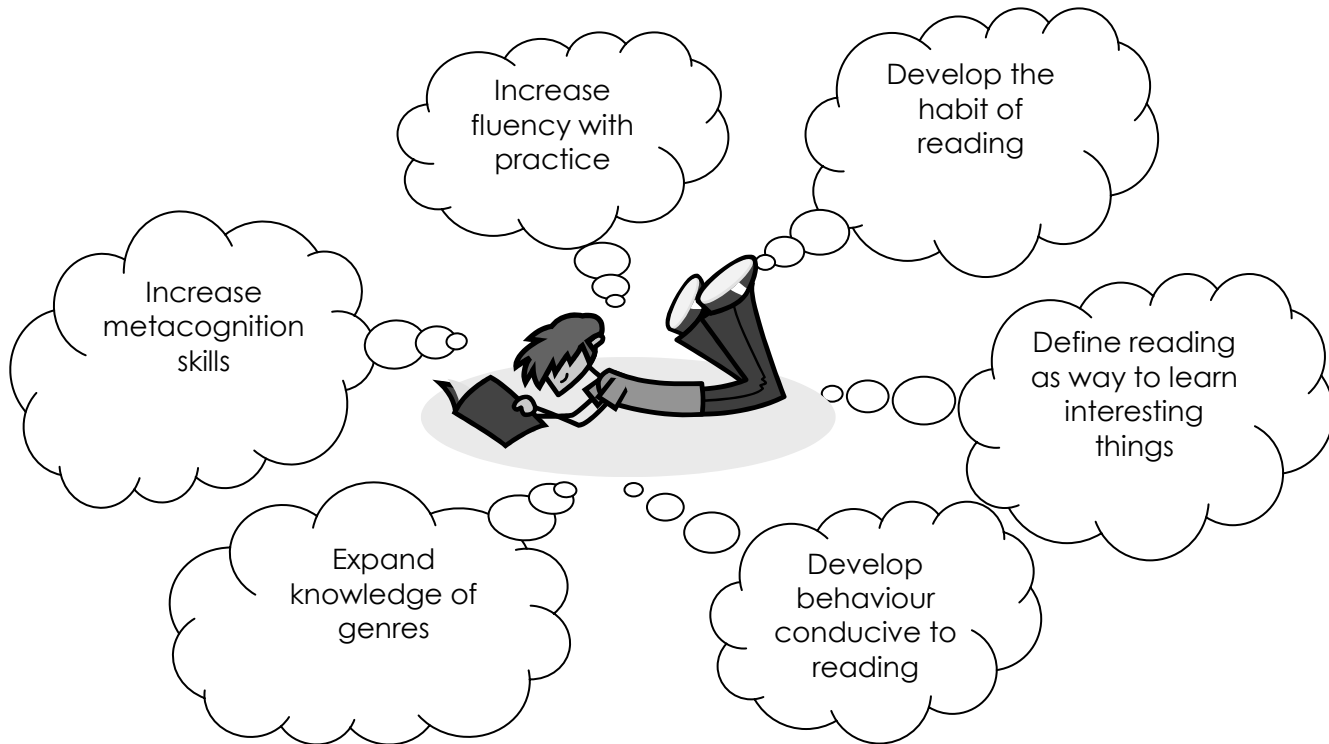 Increase
fluency with
practice
Develop the
habit of
reading
Increase
metacognition
skills
Define reading
as way to learn
interesting
things
Expand
knowledge of
genres
Develop
behaviour
conducive to
reading